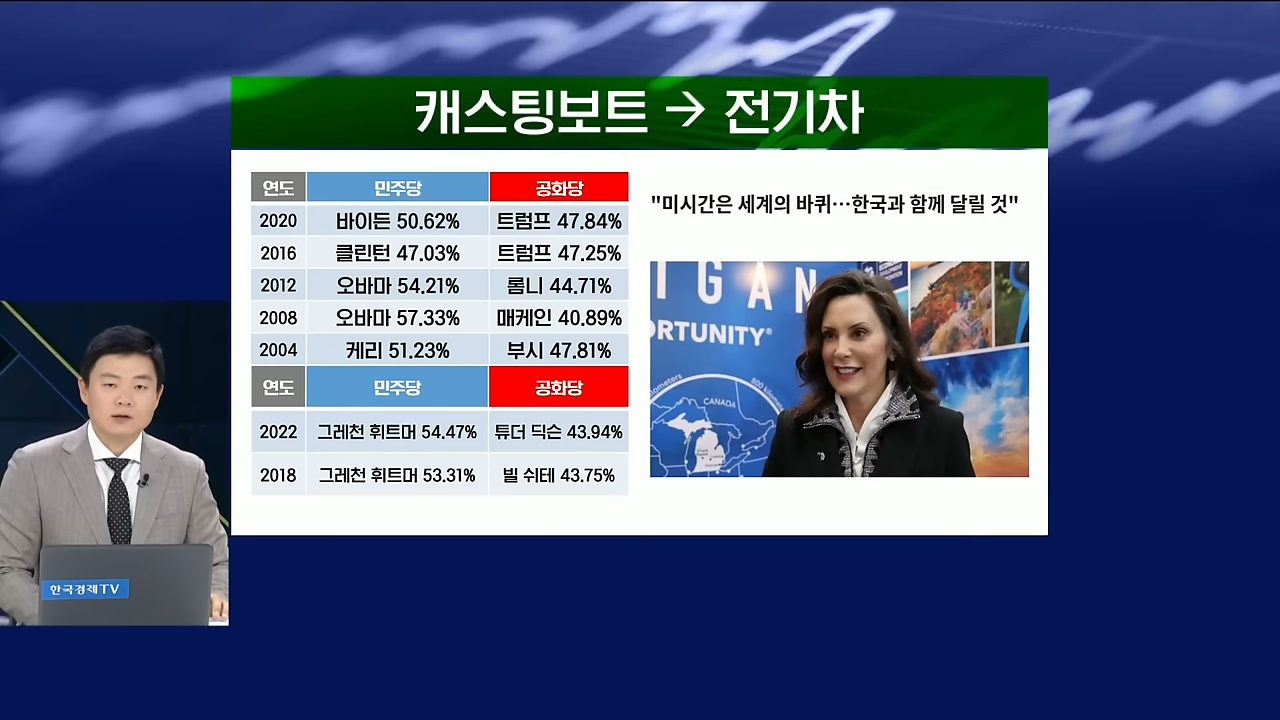 캐스팅보트 → 전기차
연도 민주당 공화당
2020 바이든 50.62% 트럼프 47.84%
2016 클린턴 47.03% 트럼프 47.25%
2012 오바마 54.21% 롬니 44.71%
2008 오바마 57.33% 매케인 40.89%
2004 케리 51.23% 부시 47.81%
연도 민주당 공화당
2022 그레천 휘트머 54.47% 튜더 딕슨 43.94%
2018 그레천 휘트머 53.31% 빌 쉬테 43.75%
"미시간은 세계의 바퀴…한국과 함께 달릴 것"
IGAN
ORTUNITY®
CANADA
한국경제TV